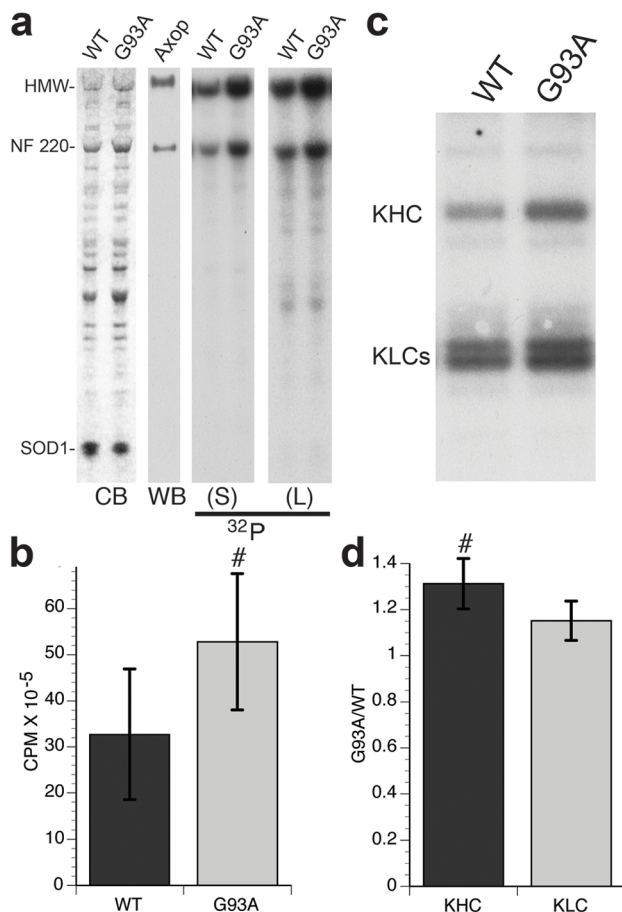 a
WT
G93A
Axop
WT
G93A
WT
G93A
HMW-
NF 220-
SOD1-
CB
WB
(S)
(L)
32P
c
WT
G93A
KHC
KLCs
b
#
CPM X 10-5
60
50
40
30
20
10
0
WT
G93A
d
#
G93A/WT
1.4
1.2
1
0.8
0.6
0.4
0.2
0
KHC
KLC